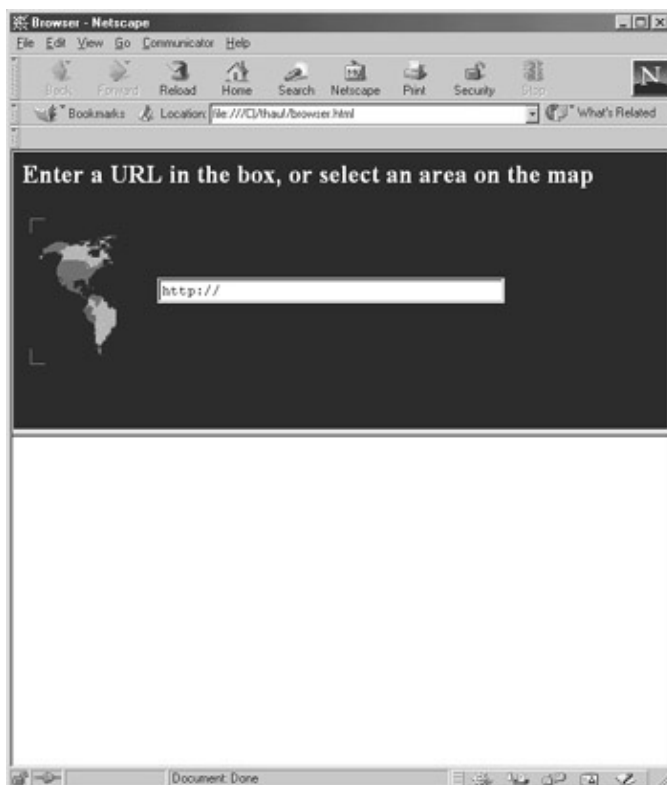 Browser - Netscape
File Edit View Go Communicator Help
Back Forward Reload Home Search Netscape Print Security Stop
N
Bookmarks Location: file:///C|/thau/browser.html What's Related
Enter a URL in the box, or select an area on the map
http://
Document: Done